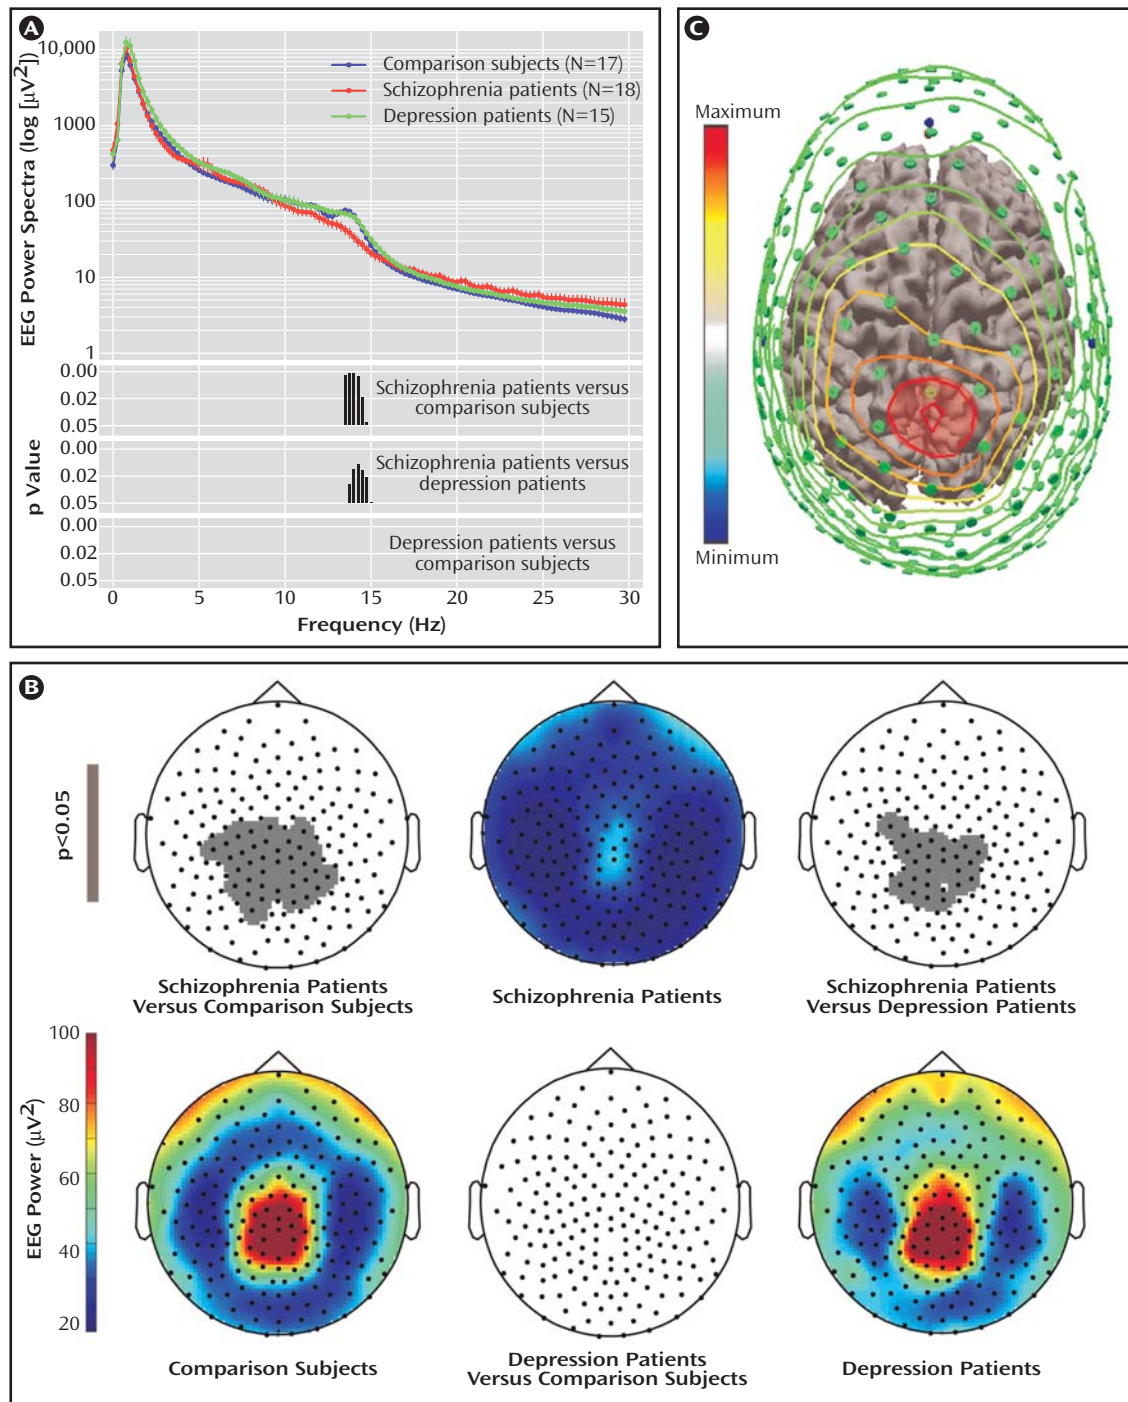 A
EEG Power Spectra (log [μV2])
10,000
1000
100
10
1
Comparison subjects (N=17)
Schizophrenia patients (N=18)
Depression patients (N=15)
p Value
0.00
0.02
0.05
Schizophrenia patients versus
comparison subjects
0.00
0.02
0.05
Schizophrenia patients versus
depression patients
0.00
0.02
0.05
Depression patients versus
comparison subjects
0 5 10 15 20 25 30
Frequency (Hz)
C
Maximum
Minimum
B
p<0.05
Schizophrenia Patients
Versus Comparison Subjects
Schizophrenia Patients
Schizophrenia Patients
Versus Depression Patients
EEG Power (μV2)
100
80
60
40
20
Comparison Subjects
Depression Patients
Versus Comparison Subjects
Depression Patients